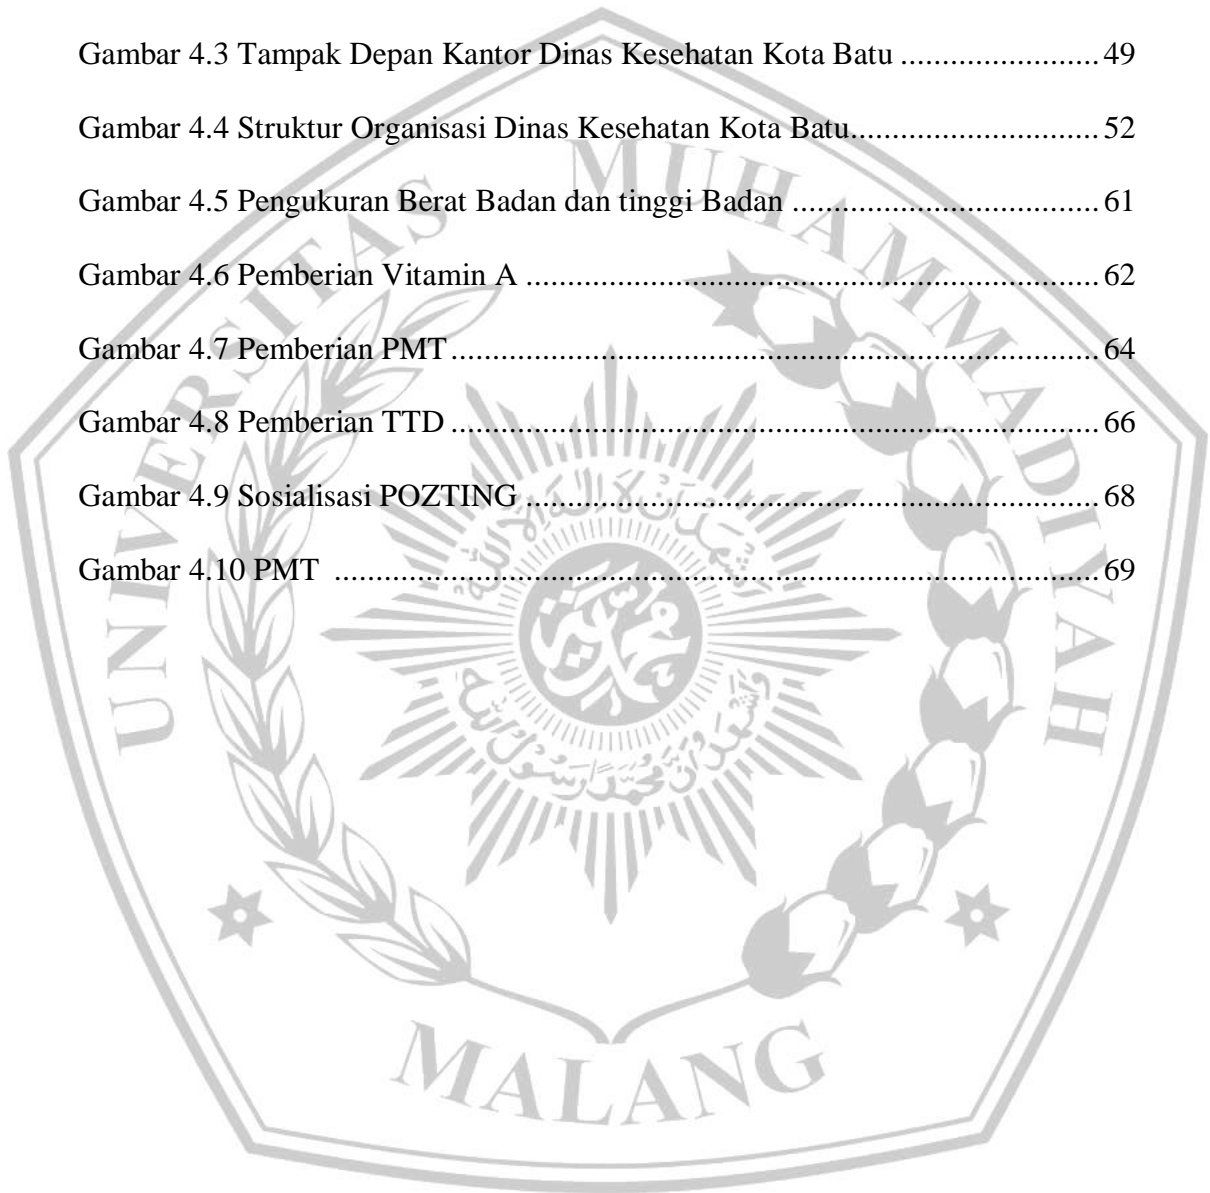 Gambar 4.3 Tampak Depan Kantor Dinas Kesehatan Kota Batu ........................ 49
Gambar 4.4 Struktur Organisasi Dinas Kesehatan Kota Batu.............................. 52
Gambar 4.5 Pengukuran Berat Badan dan tinggi Badan ..................................... 61
Gambar 4.6 Pemberian Vitamin A ..................................................................... 62
Gambar 4.7 Pemberian PMT............................................................................... 64
Gambar 4.8 Pemberian TTD ............................................................................... 66
Gambar 4.9 Sosialisasi POZTING ...................................................................... 68
Gambar 4.10 PMT ............................................................................................. 69
UNIVERSITAS MUHAMMADIYAH
MALANG